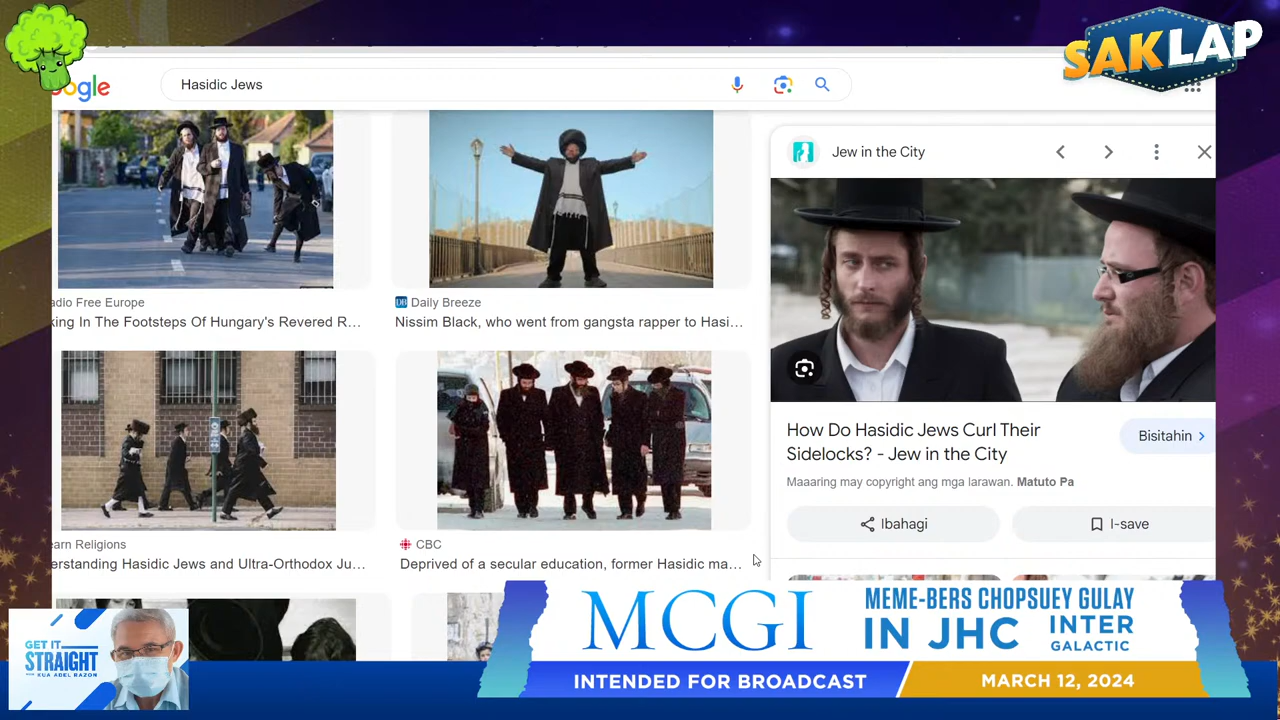 SAKLAP
ogle
Hasidic Jews
Jew in the City
adio Free Europe
king In The Footsteps Of Hungary's Revered R...
DB Daily Breeze
Nissim Black, who went from gangsta rapper to Hasi...
How Do Hasidic Jews Curl Their
Sidelocks? - Jew in the City
Bisitahin
Maaaring may copyright ang mga larawan. Matuto Pa
Ibahagi
I-save
earn Religions
erstanding Hasidic Jews and Ultra-Orthodox Ju...
CBC
Deprived of a secular education, former Hasidic ma...
GET IT
STRAIGHT
WITH KUYA ADEL RAZON
MCGI
MEME-BERS CHOPSUEY GULAY
IN JHC INTER
GALACTIC
INTENDED FOR BROADCAST
MARCH 12, 2024